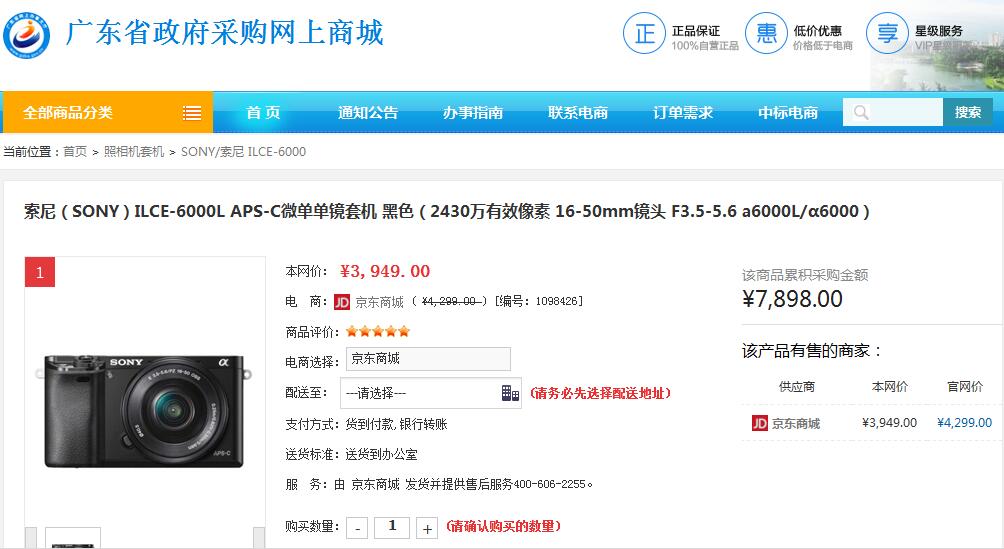 广东省政府采购网上商城
正 正品保证 100%自营正品
惠 低价优惠 价格低于电商
享 星级服务 VIP星级服务
全部商品分类 首 页 通知公告 办事指南 联系电商 订单需求 中标电商 搜索
当前位置：首页 > 照相机套机 > SONY/索尼 ILCE-6000
索尼（SONY）ILCE-6000L APS-C微单单镜套机 黑色（2430万有效像素 16-50mm镜头 F3.5-5.6 a6000L/α6000）
1
SONY α
APS-C
本网价： ¥3,949.00
电 商： JD 京东商城 （ ¥4,299.00 ）[编号: 1098426]
商品评价：
电商选择： 京东商城
配送至： ---请选择--- (请务必先选择配送地址)
支付方式：货到付款,银行转账
送货标准：送货到办公室
服 务：由 京东商城 发货并提供售后服务400-606-2255。
购买数量： - 1 + (请确认购买的数量)
该商品累积采购金额
¥7,898.00
该产品有售的商家：
供应商 本网价 官网价
JD 京东商城 ¥3,949.00 ¥4,299.00